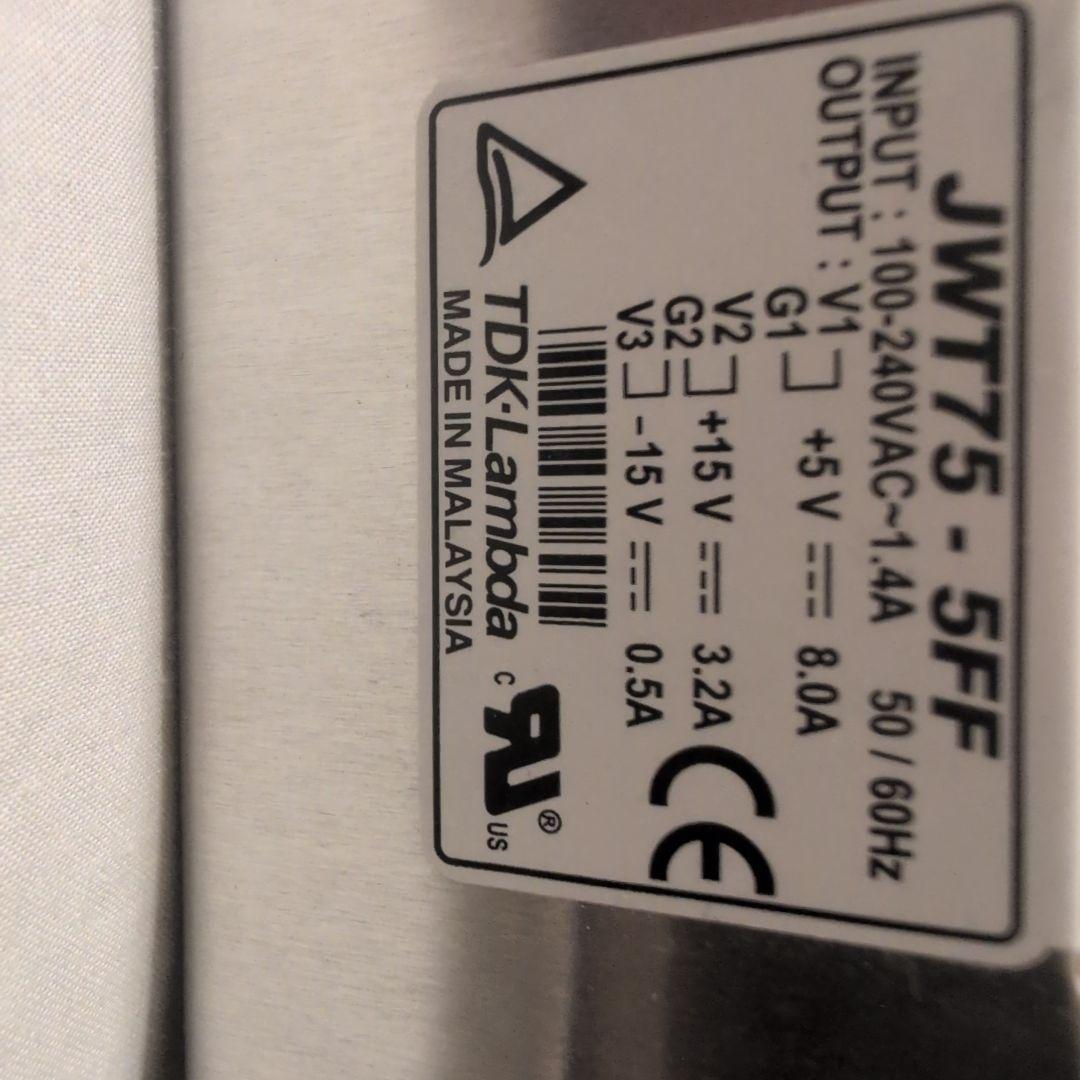 JWT75 - 5FF
INPUT : 100-240VAC~1.4A 50 / 60Hz
OUTPUT : V1 +5 V ⎓ 8.0A
G1
V2 +15 V ⎓ 3.2A
G2
V3 -15 V ⎓ 0.5A
CE
TDK·Lambda
MADE IN MALAYSIA
c RU ® US